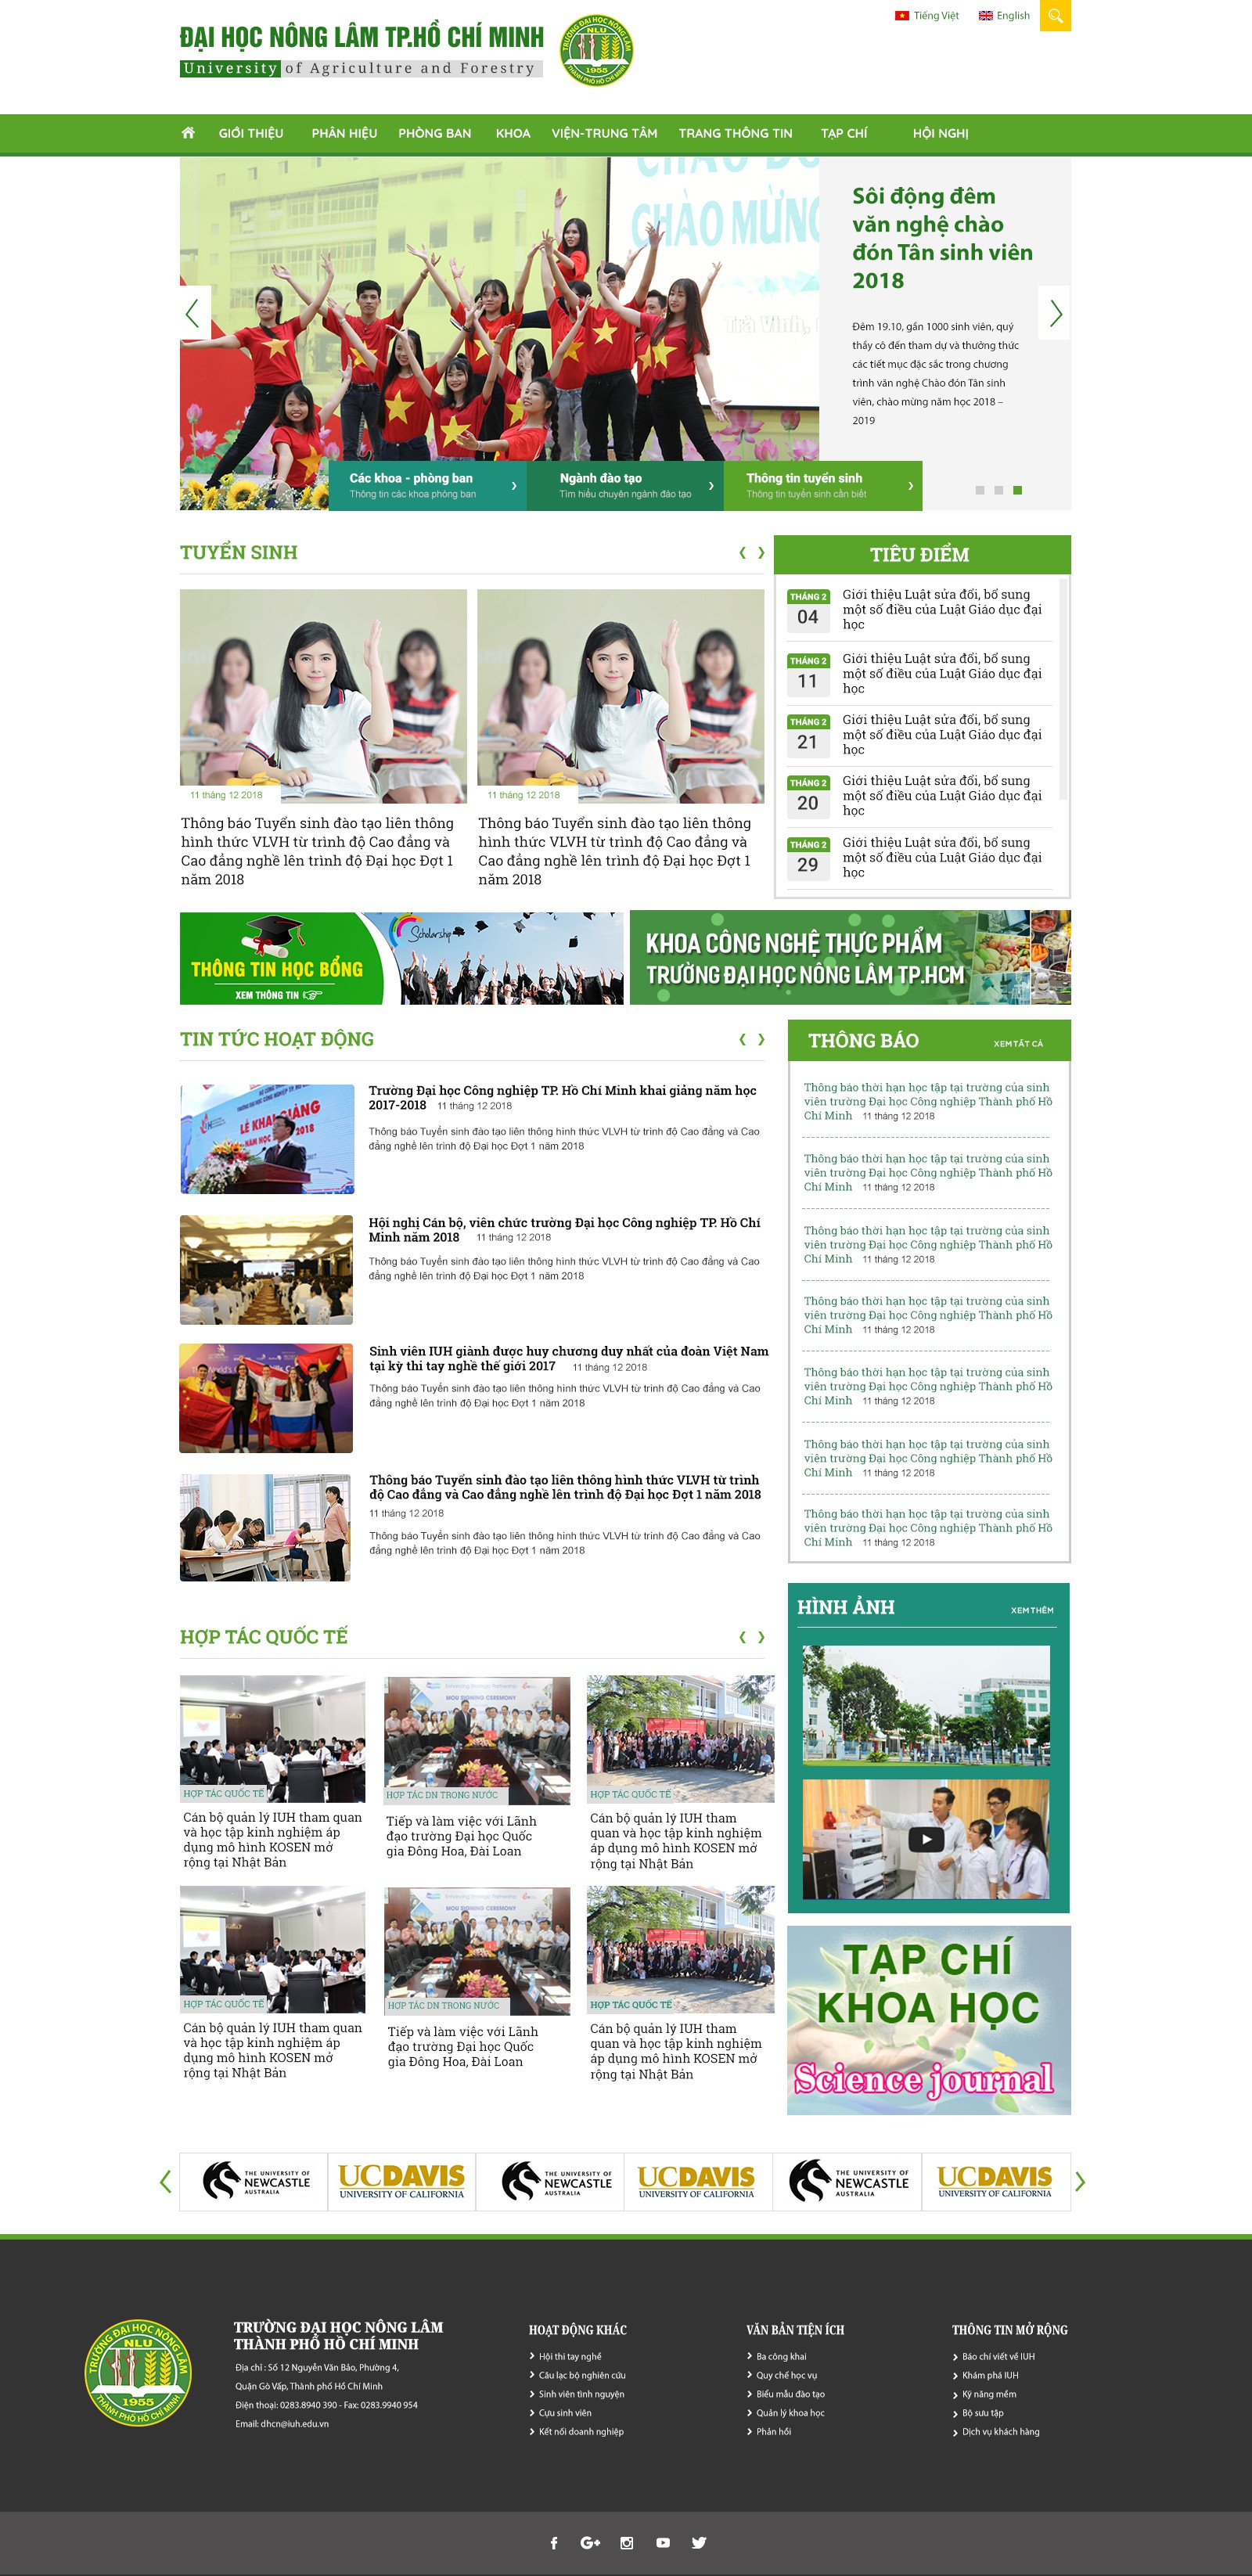 ĐẠI HỌC NÔNG LÂM TP.HỒ CHÍ MINH
University of Agriculture and Forestry
TRƯỜNG ĐẠI HỌC NÔNG LÂM
NLU
1955
THÀNH PHỐ HỒ CHÍ MINH
Tiếng Việt
English
GIỚI THIỆU
PHÂN HIỆU
PHÒNG BAN
KHOA
VIỆN-TRUNG TÂM
TRANG THÔNG TIN
TẠP CHÍ
HỘI NGHỊ
CHÀO MỪNG
Trà Vinh,
Sôi động đêm
văn nghệ chào
đón Tân sinh viên
2018
Đêm 19.10, gần 1000 sinh viên, quý
thầy cô đến tham dự và thưởng thức
các tiết mục đặc sắc trong chương
trình văn nghệ Chào đón Tân sinh
viên, chào mừng năm học 2018 –
2019
Các khoa - phòng ban
Thông tin các khoa phòng ban
Ngành đào tạo
Tìm hiểu chuyên ngành đào tạo
Thông tin tuyển sinh
Thông tin tuyển sinh cần biết
TUYỂN SINH
11 tháng 12 2018
Thông báo Tuyển sinh đào tạo liên thông
hình thức VLVH từ trình độ Cao đẳng và
Cao đẳng nghề lên trình độ Đại học Đợt 1
năm 2018
11 tháng 12 2018
Thông báo Tuyển sinh đào tạo liên thông
hình thức VLVH từ trình độ Cao đẳng và
Cao đẳng nghề lên trình độ Đại học Đợt 1
năm 2018
TIÊU ĐIỂM
THÁNG 2
04
Giới thiệu Luật sửa đổi, bổ sung
một số điều của Luật Giáo dục đại
học
THÁNG 2
11
Giới thiệu Luật sửa đổi, bổ sung
một số điều của Luật Giáo dục đại
học
THÁNG 2
21
Giới thiệu Luật sửa đổi, bổ sung
một số điều của Luật Giáo dục đại
học
THÁNG 2
20
Giới thiệu Luật sửa đổi, bổ sung
một số điều của Luật Giáo dục đại
học
THÁNG 2
29
Giới thiệu Luật sửa đổi, bổ sung
một số điều của Luật Giáo dục đại
học
THÔNG TIN HỌC BỔNG
XEM THÔNG TIN
Scholarship
KHOA CÔNG NGHỆ THỰC PHẨM
TRƯỜNG ĐẠI HỌC NÔNG LÂM TP.HCM
TIN TỨC HOẠT ĐỘNG
LỄ KHAI GIẢNG
NĂM HỌC
2018
Trường Đại học Công nghiệp TP. Hồ Chí Minh khai giảng năm học
2017-2018 11 tháng 12 2018
Thông báo Tuyển sinh đào tạo liên thông hình thức VLVH từ trình độ Cao đẳng và Cao
đẳng nghề lên trình độ Đại học Đợt 1 năm 2018
Hội nghị Cán bộ, viên chức trường Đại học Công nghiệp TP. Hồ Chí
Minh năm 2018 11 tháng 12 2018
Thông báo Tuyển sinh đào tạo liên thông hình thức VLVH từ trình độ Cao đẳng và Cao
đẳng nghề lên trình độ Đại học Đợt 1 năm 2018
Sinh viên IUH giành được huy chương duy nhất của đoàn Việt Nam
tại kỳ thi tay nghề thế giới 2017 11 tháng 12 2018
Thông báo Tuyển sinh đào tạo liên thông hình thức VLVH từ trình độ Cao đẳng và Cao
đẳng nghề lên trình độ Đại học Đợt 1 năm 2018
Thông báo Tuyển sinh đào tạo liên thông hình thức VLVH từ trình
độ Cao đẳng và Cao đẳng nghề lên trình độ Đại học Đợt 1 năm 2018
11 tháng 12 2018
Thông báo Tuyển sinh đào tạo liên thông hình thức VLVH từ trình độ Cao đẳng và Cao
đẳng nghề lên trình độ Đại học Đợt 1 năm 2018
THÔNG BÁO
XEM TẤT CẢ
Thông báo thời hạn học tập tại trường của sinh
viên trường Đại học Công nghiệp Thành phố Hồ
Chí Minh 11 tháng 12 2018
Thông báo thời hạn học tập tại trường của sinh
viên trường Đại học Công nghiệp Thành phố Hồ
Chí Minh 11 tháng 12 2018
Thông báo thời hạn học tập tại trường của sinh
viên trường Đại học Công nghiệp Thành phố Hồ
Chí Minh 11 tháng 12 2018
Thông báo thời hạn học tập tại trường của sinh
viên trường Đại học Công nghiệp Thành phố Hồ
Chí Minh 11 tháng 12 2018
Thông báo thời hạn học tập tại trường của sinh
viên trường Đại học Công nghiệp Thành phố Hồ
Chí Minh 11 tháng 12 2018
Thông báo thời hạn học tập tại trường của sinh
viên trường Đại học Công nghiệp Thành phố Hồ
Chí Minh 11 tháng 12 2018
Thông báo thời hạn học tập tại trường của sinh
viên trường Đại học Công nghiệp Thành phố Hồ
Chí Minh 11 tháng 12 2018
HÌNH ẢNH
XEM THÊM
HỢP TÁC QUỐC TẾ
HỢP TÁC QUỐC TẾ
Cán bộ quản lý IUH tham quan
và học tập kinh nghiệm áp
dụng mô hình KOSEN mở
rộng tại Nhật Bản
MOU SIGNING CEREMONY
HỢP TÁC DN TRONG NƯỚC
Tiếp và làm việc với Lãnh
đạo trường Đại học Quốc
gia Đông Hoa, Đài Loan
HỢP TÁC QUỐC TẾ
Cán bộ quản lý IUH tham
quan và học tập kinh nghiệm
áp dụng mô hình KOSEN mở
rộng tại Nhật Bản
HỢP TÁC QUỐC TẾ
Cán bộ quản lý IUH tham quan
và học tập kinh nghiệm áp
dụng mô hình KOSEN mở
rộng tại Nhật Bản
MOU SIGNING CEREMONY
HỢP TÁC DN TRONG NƯỚC
Tiếp và làm việc với Lãnh
đạo trường Đại học Quốc
gia Đông Hoa, Đài Loan
HỢP TÁC QUỐC TẾ
Cán bộ quản lý IUH tham
quan và học tập kinh nghiệm
áp dụng mô hình KOSEN mở
rộng tại Nhật Bản
TẠP CHÍ
KHOA HỌC
Science journal
THE UNIVERSITY OF
NEWCASTLE
AUSTRALIA
UCDAVIS
UNIVERSITY OF CALIFORNIA
THE UNIVERSITY OF
NEWCASTLE
AUSTRALIA
UCDAVIS
UNIVERSITY OF CALIFORNIA
THE UNIVERSITY OF
NEWCASTLE
AUSTRALIA
UCDAVIS
UNIVERSITY OF CALIFORNIA
TRƯỜNG ĐẠI HỌC NÔNG LÂM
NLU
1955
THÀNH PHỐ HỒ CHÍ MINH
TRƯỜNG ĐẠI HỌC NÔNG LÂM
THÀNH PHỐ HỒ CHÍ MINH
Địa chỉ : Số 12 Nguyễn Văn Bảo, Phường 4,
Quận Gò Vấp, Thành phố Hồ Chí Minh
Điện thoại: 0283.8940 390 - Fax: 0283.9940 954
Email: dhcn@iuh.edu.vn
HOẠT ĐỘNG KHÁC
Hội thi tay nghề
Câu lạc bộ nghiên cứu
Sinh viên tình nguyện
Cựu sinh viên
Kết nối doanh nghiệp
VĂN BẢN TIỆN ÍCH
Ba công khai
Quy chế học vụ
Biểu mẫu đào tạo
Quản lý khoa học
Phản hồi
THÔNG TIN MỞ RỘNG
Báo chí viết về IUH
Khám phá IUH
Kỹ năng mềm
Bộ sưu tập
Dịch vụ khách hàng